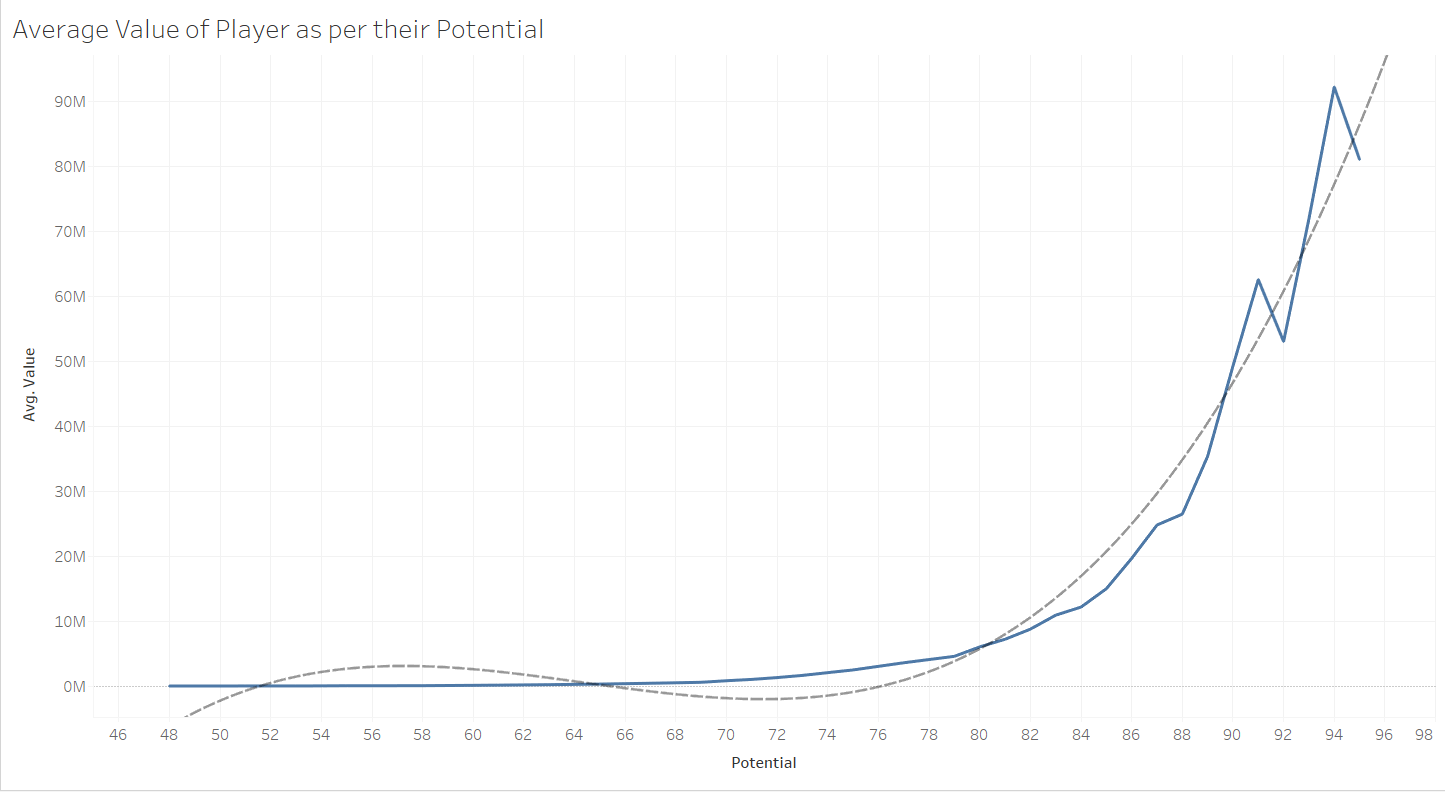 Average Value of Player as per their Potential
90M
80M
70M
60M
50M
40M
30M
20M
10M
0M
Avg. Value
46 48 50 52 54 56 58 60 62 64 66 68 70 72 74 76 78 80 82 84 86 88 90 92 94 96 98
Potential